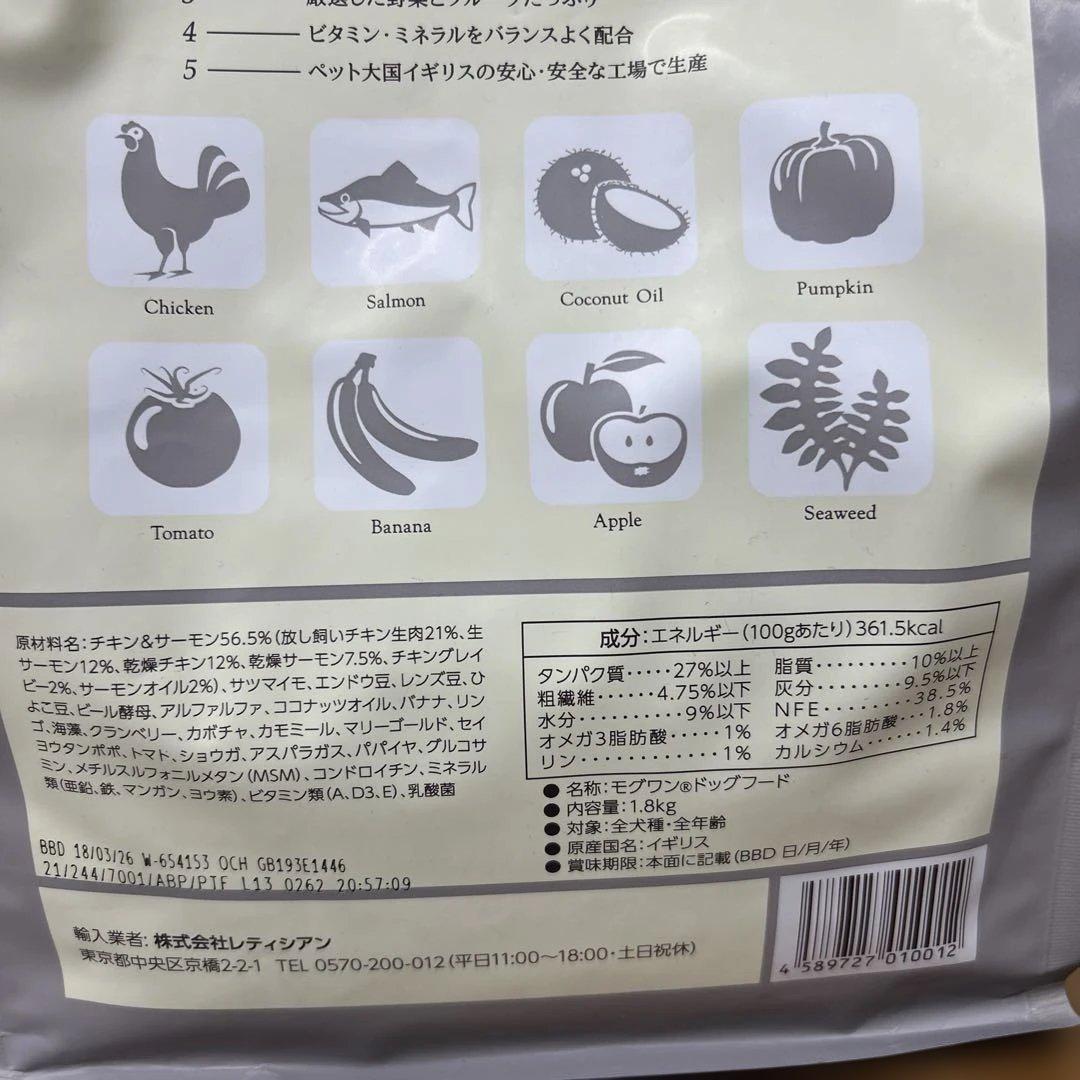 3 ——— 厳選した野菜とフルーツたっぷり
4 ——— ビタミン・ミネラルをバランスよく配合
5 ——— ペット大国イギリスの安心・安全な工場で生産
Chicken
Salmon
Coconut Oil
Pumpkin
Tomato
Banana
Apple
Seaweed
原材料名：チキン&サーモン56.5%（放し飼いチキン生肉21%、生
サーモン12%、乾燥チキン12%、乾燥サーモン7.5%、チキングレイ
ビー2%、サーモンオイル2%）、サツマイモ、エンドウ豆、レンズ豆、ひ
よこ豆、ビール酵母、アルファルファ、ココナッツオイル、バナナ、リン
ゴ、海藻、クランベリー、カボチャ、カモミール、マリーゴールド、セイ
ヨウタンポポ、トマト、ショウガ、アスパラガス、パパイヤ、グルコサ
ミン、メチルスルフォニルメタン（MSM）、コンドロイチン、ミネラル
類（亜鉛、鉄、マンガン、ヨウ素）、ビタミン類（A、D3、E）、乳酸菌
BBD 18/03/26 W-654153 OCH GB193E1446
21/244/7001/ABP/PTF L13 0262 20:57:09
成分：エネルギー（100gあたり）361.5kcal
タンパク質・・・・・27%以上
粗繊維・・・・・・4.75%以下
水分・・・・・・・・・・9%以下
オメガ3脂肪酸・・・・・1%
リン・・・・・・・・・・・・1%
脂質・・・・・・・・・10%以上
灰分・・・・・・・・・9.5%以下
NFE・・・・・・・・・・38.5%
オメガ6脂肪酸・・・1.8%
カルシウム・・・・・・1.4%
●名称：モグワン®ドッグフード
●内容量：1.8kg
●対象：全犬種・全年齢
●原産国名：イギリス
●賞味期限：本面に記載（BBD 日/月/年）
輸入業者：株式会社レティシアン
東京都中央区京橋2-2-1 TEL 0570-200-012（平日11:00〜18:00・土日祝休）
4 589727 010012